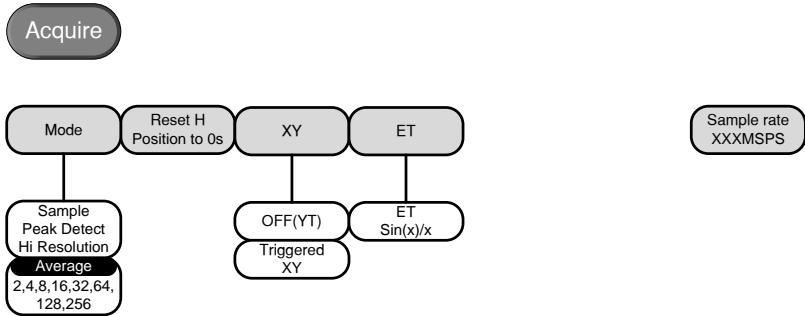 Acquire
Mode
Reset H
Position to 0s
XY
ET
Sample rate
XXXMSPS
Sample
Peak Detect
Hi Resolution
Average
2,4,8,16,32,64,
128,256
OFF(YT)
Triggered
XY
ET
Sin(x)/x